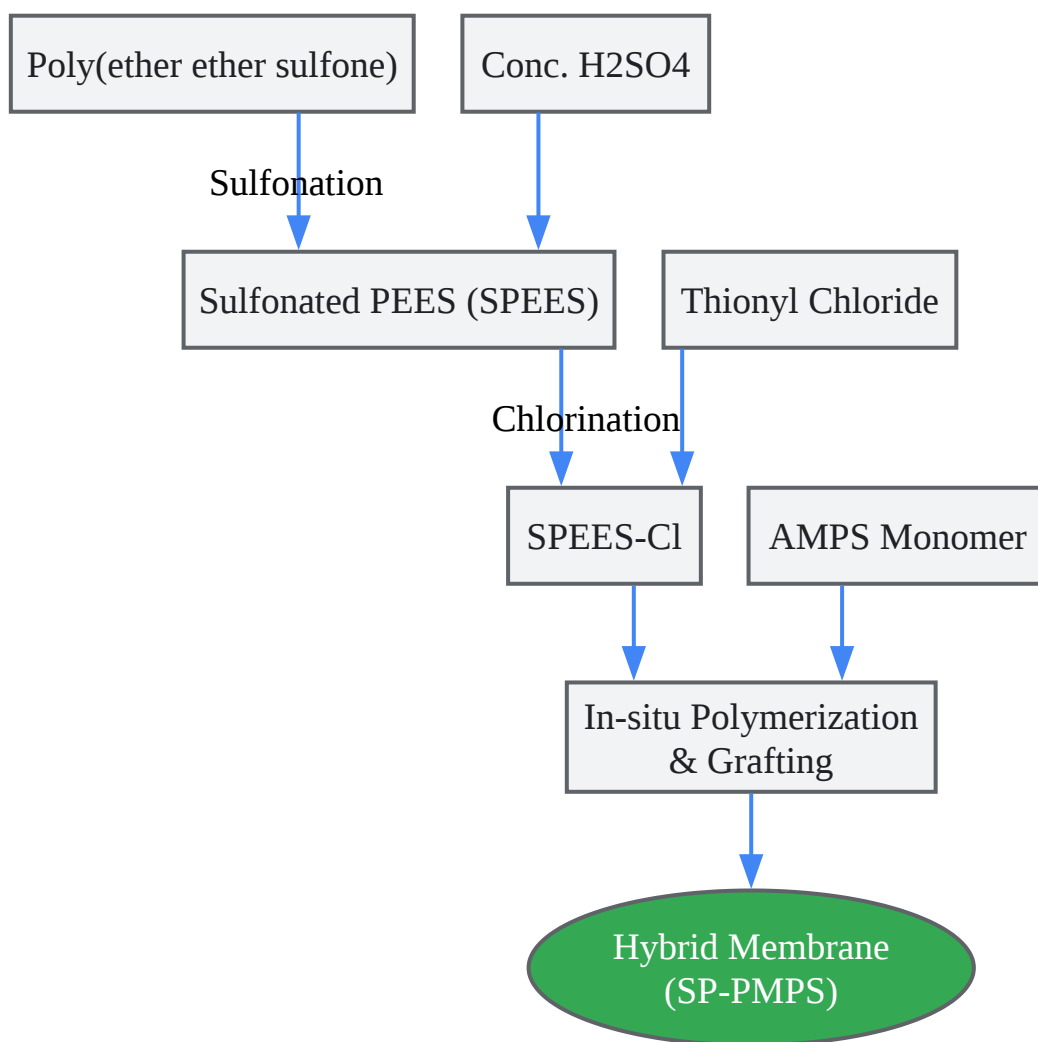 Poly(ether ether sulfone)
Conc. H2SO4
Sulfonation
Sulfonated PEES (SPEES)
Thionyl Chloride
Chlorination
SPEES-Cl
AMPS Monomer
In-situ Polymerization
& Grafting
Hybrid Membrane
(SP-PMPS)